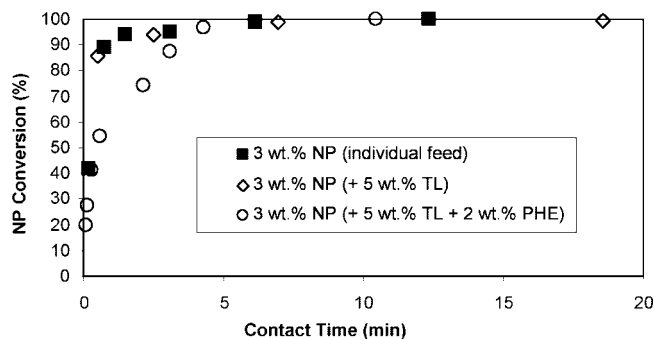 100
90
80
70
60
50
40
30
20
10
0
NP Conversion (%)
3 wt.% NP (individual feed)
3 wt.% NP (+ 5 wt.% TL)
3 wt.% NP (+ 5 wt.% TL + 2 wt.% PHE)
0 5 10 15 20
Contact Time (min)